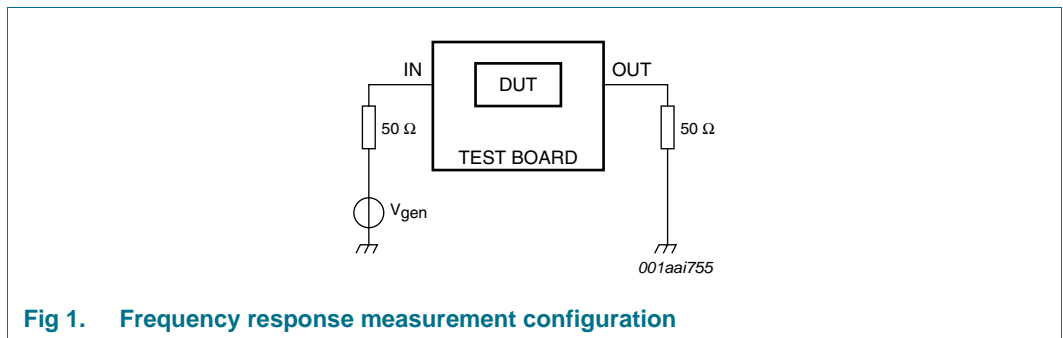 IN
OUT
DUT
50 Ω
50 Ω
TEST BOARD
Vgen
001aai755
Fig 1. Frequency response measurement configuration